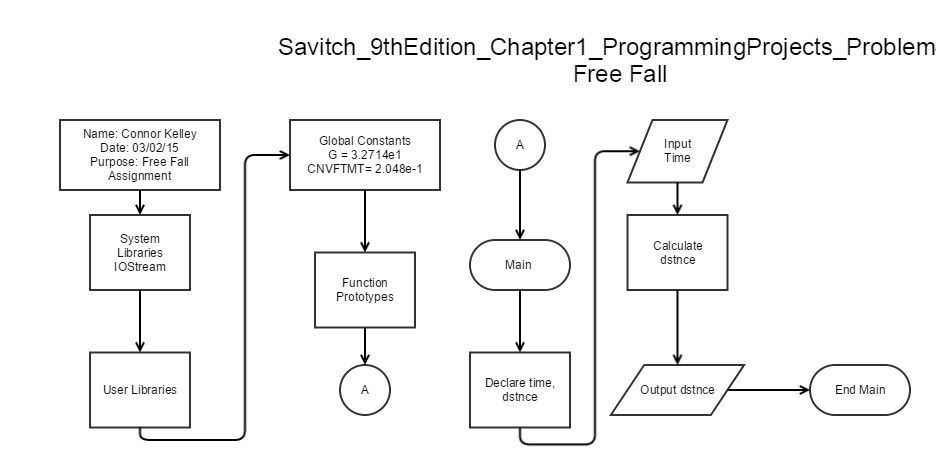 Savitch_9thEdition_Chapter1_ProgrammingProjects_Problem
Free Fall
Name: Connor Kelley
Date: 03/02/15
Purpose: Free Fall
Assignment
System
Libraries
IOStream
User Libraries
Global Constants
G = 3.2714e1
CNVFTMT= 2.048e-1
Function
Prototypes
A
A
Main
Declare time,
dstnce
Input
Time
Calculate
dstnce
Output dstnce
End Main